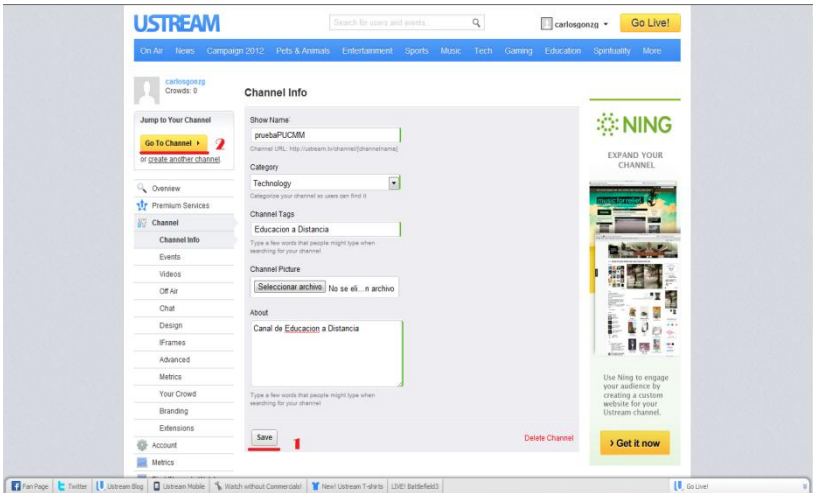 USTREAM
Search for users and events...
carlosgonzg
Go Live!
On Air News Campaign 2012 Pets & Animals Entertainment Sports Music Tech Gaming Education Spirituality More
carlosgonzg
Crowds: 0
Jump to Your Channel
Go To Channel
2
or create another channel
Overview
Premium Services
Channel
Channel Info
Events
Videos
Off Air
Chat
Design
IFrames
Advanced
Metrics
Your Crowd
Branding
Extensions
Account
Metrics
Channel Info
Show Name
pruebaPUCMM
Channel URL: http://ustream.tv/channel/[channelname]
Category
Technology
Categorize your channel so users can find it
Channel Tags
Educacion a Distancia
Type a few words that people might type when
searching for your channel
Channel Picture
Seleccionar archivo No se eli...n archivo
About
Canal de Educacion a Distancia
Type a few words that people might type when
searching for your channel
Save
1
Delete Channel
NING
EXPAND YOUR
CHANNEL
music for relief
Use Ning to engage
your audience by
creating a custom
website for your
Ustream channel.
Get it now
Fan Page Twitter Ustream Blog Ustream Mobile Watch without Commercials! New! Ustream T-shirts LIVE! Battlefield3 Go Live!